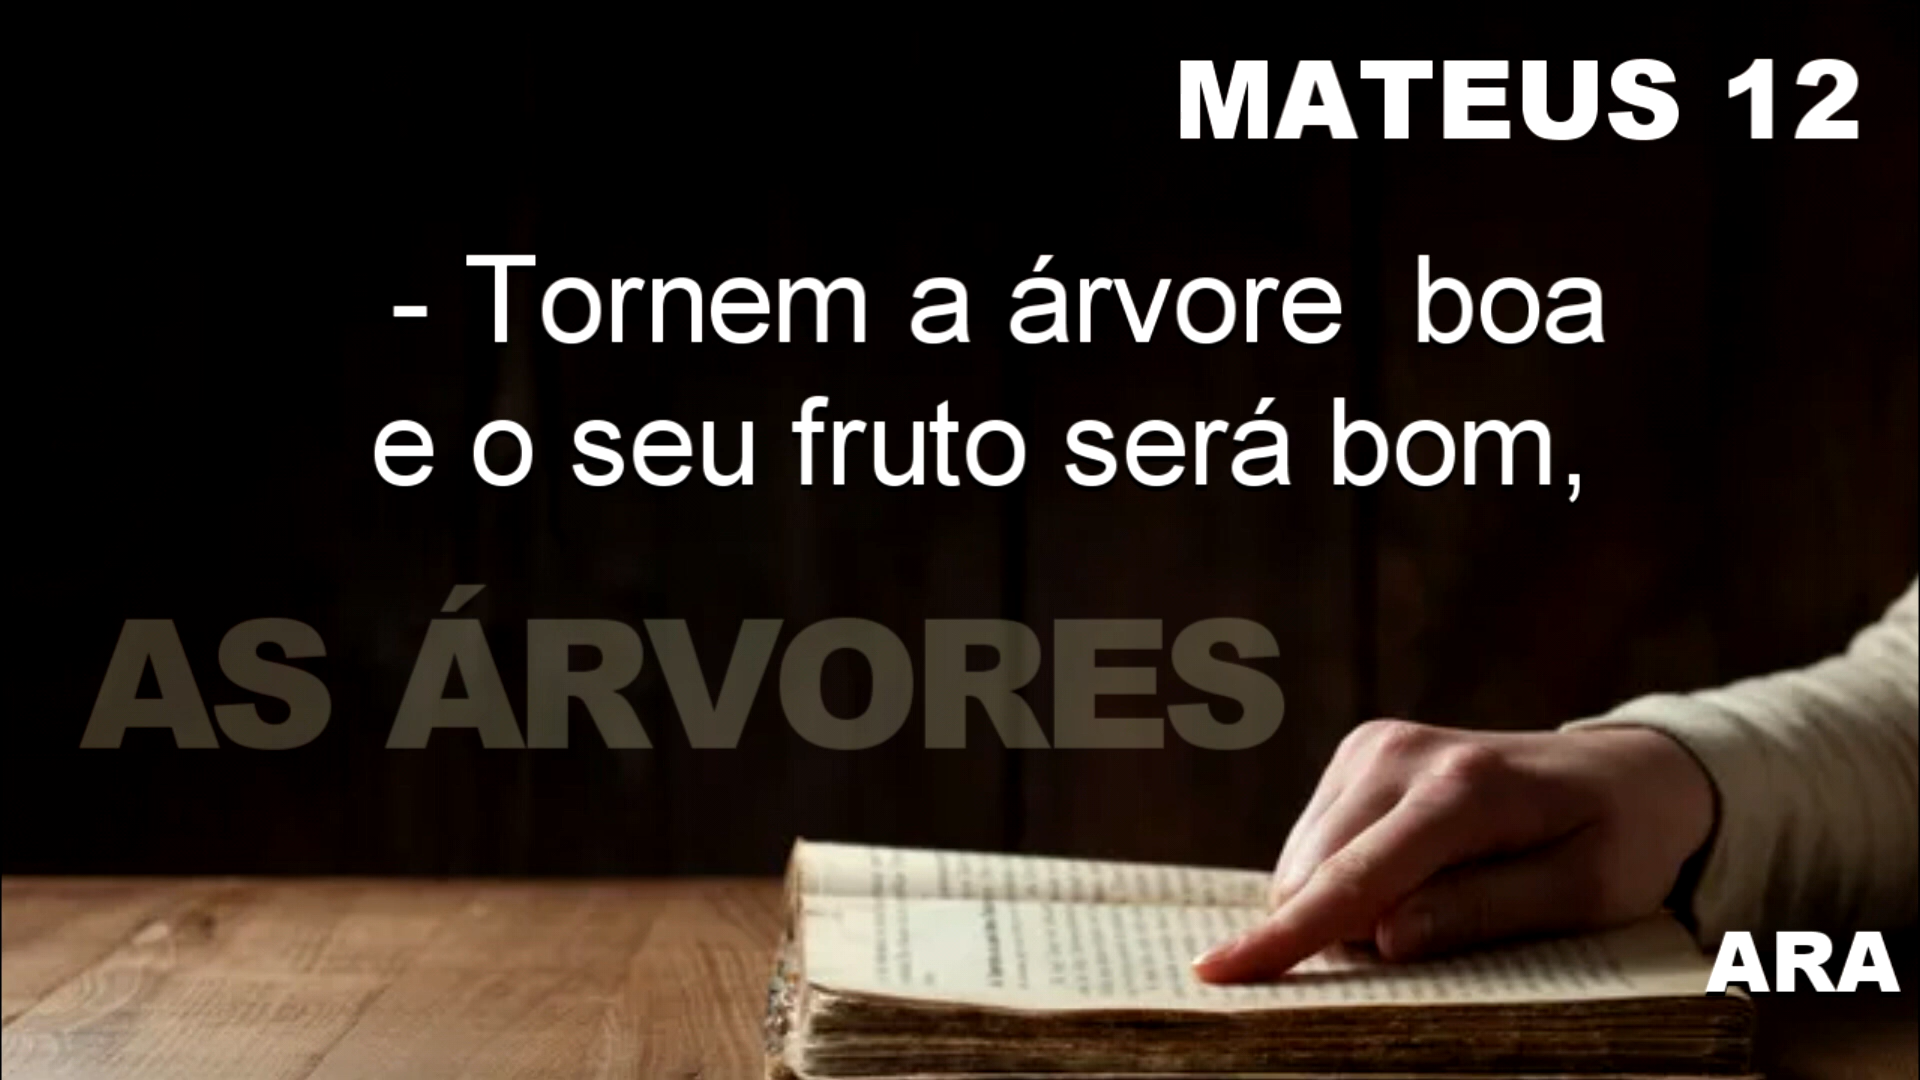 MATEUS 12
- Tornem a árvore  boa
e o seu fruto será bom,
AS ÁRVORES
ARA